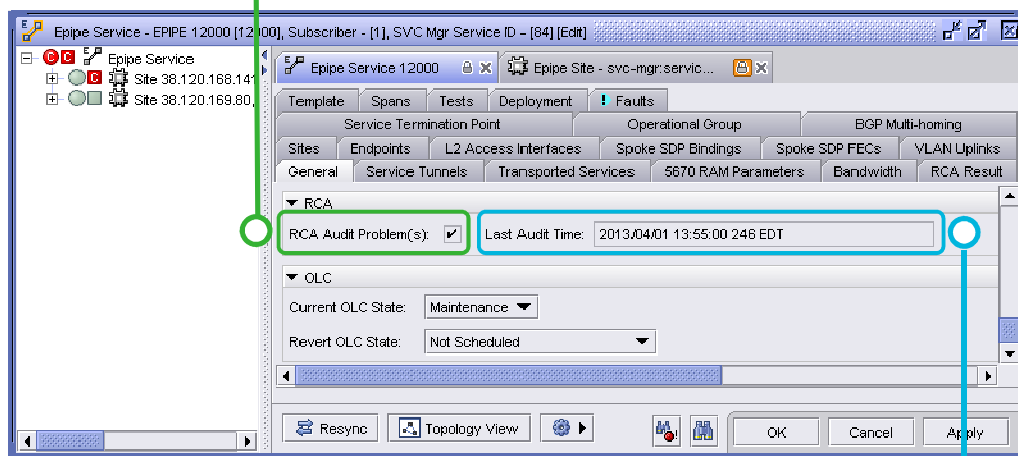 Epipe Service - EPIPE 12000 [12000], Subscriber - [1], SVC Mgr Service ID - [84] [Edit]
C C Epipe Service
C Site 38.120.168.141
Site 38.120.169.80,
Epipe Service 12000
Epipe Site - svc-mgr:servic...
Template Spans Tests Deployment ! Faults
Service Termination Point Operational Group BGP Multi-homing
Sites Endpoints L2 Access Interfaces Spoke SDP Bindings Spoke SDP FECs VLAN Uplinks
General Service Tunnels Transported Services 5670 RAM Parameters Bandwidth RCA Result
RCA
RCA Audit Problem(s): Last Audit Time: 2013/04/01 13:55:00 246 EDT
OLC
Current OLC State: Maintenance
Revert OLC State: Not Scheduled
Resync Topology View OK Cancel Apply